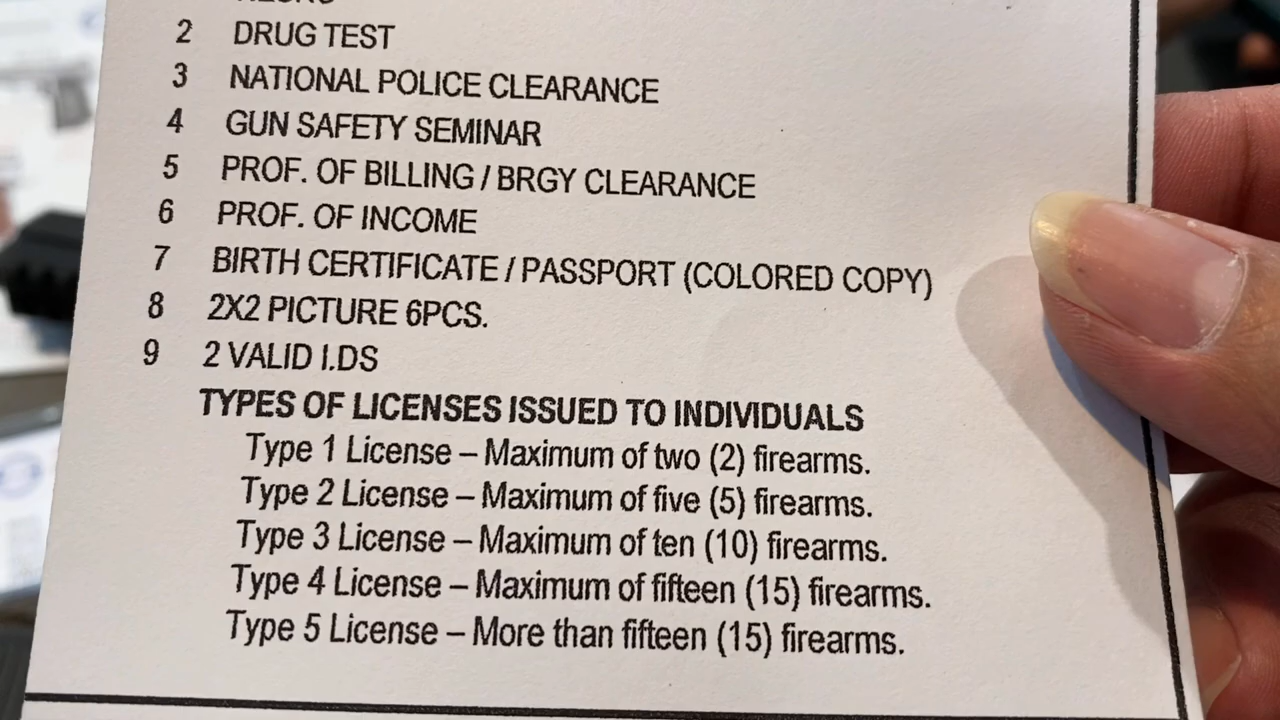 2 DRUG TEST
3 NATIONAL POLICE CLEARANCE
4 GUN SAFETY SEMINAR
5 PROF. OF BILLING / BRGY CLEARANCE
6 PROF. OF INCOME
7 BIRTH CERTIFICATE / PASSPORT (COLORED COPY)
8 2X2 PICTURE 6PCS.
9 2 VALID I.DS
TYPES OF LICENSES ISSUED TO INDIVIDUALS
Type 1 License – Maximum of two (2) firearms.
Type 2 License – Maximum of five (5) firearms.
Type 3 License – Maximum of ten (10) firearms.
Type 4 License – Maximum of fifteen (15) firearms.
Type 5 License – More than fifteen (15) firearms.